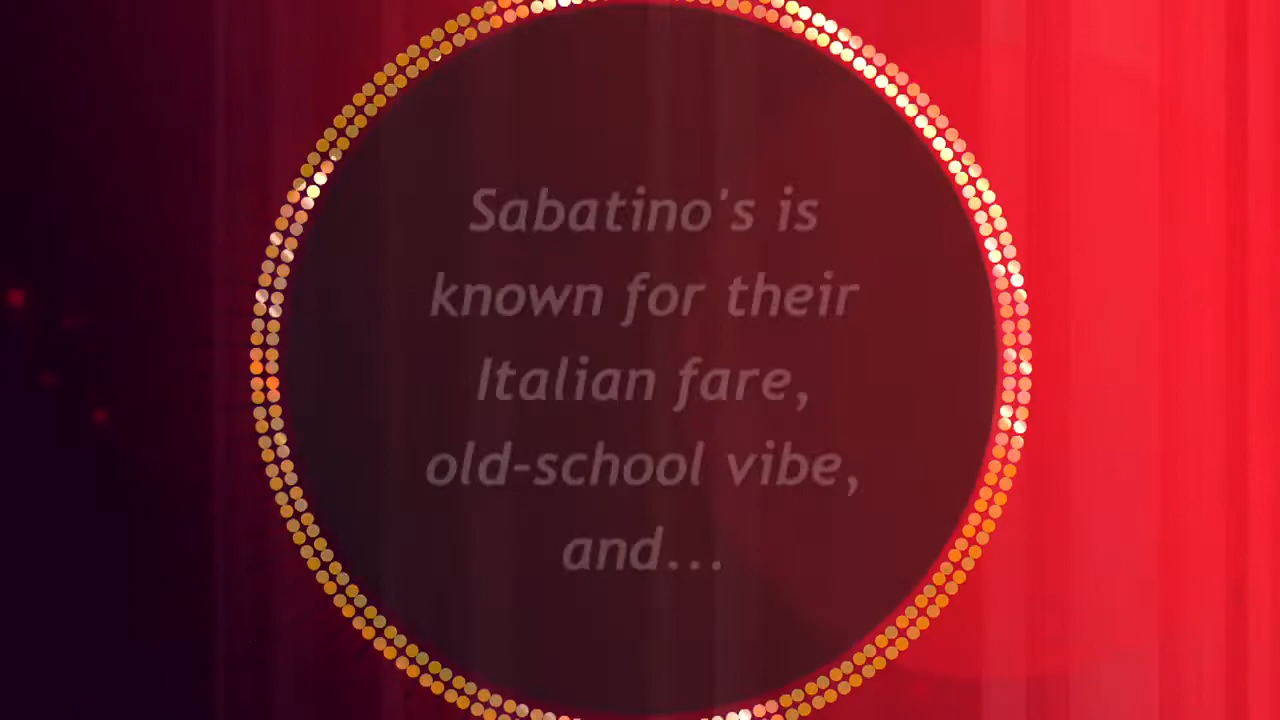 Sabatino's is
known for their
Italian fare,
old-school vibe,
and...